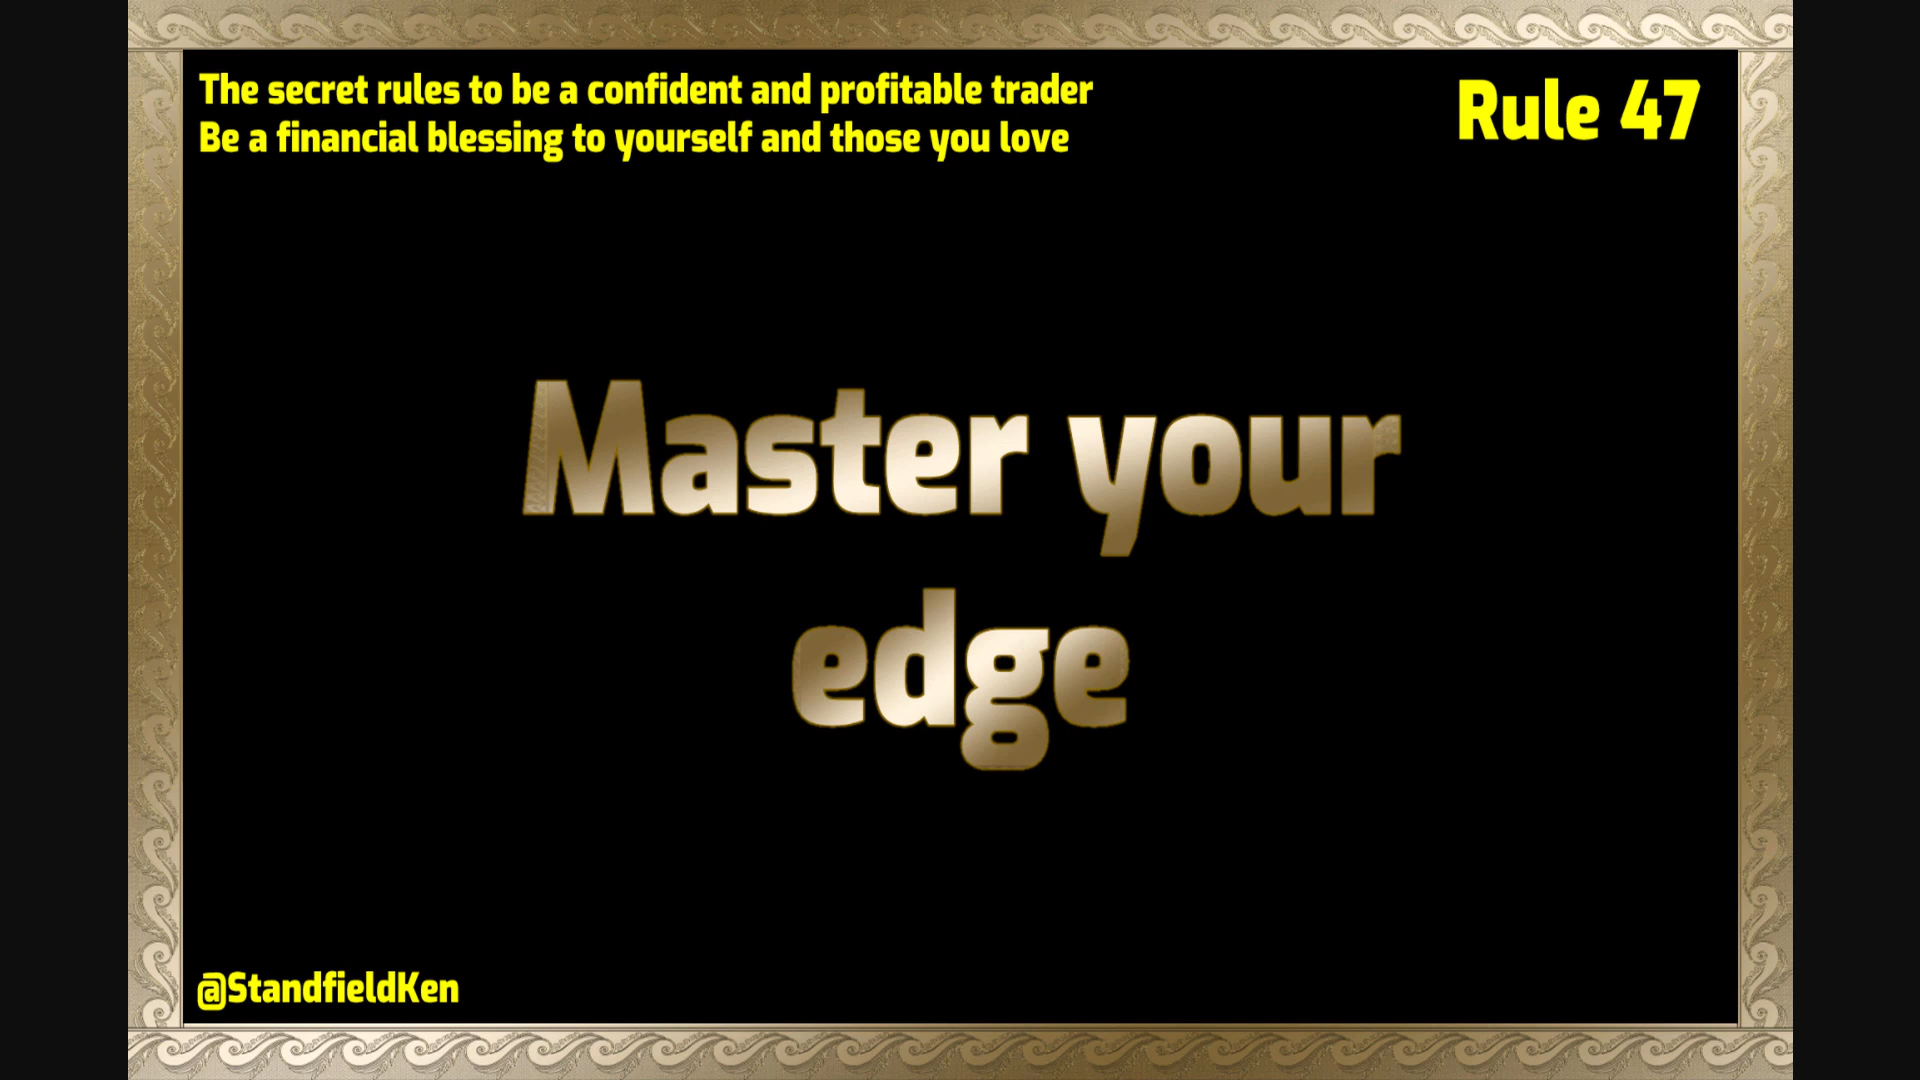 The secret rules to be a confident and profitable trader
Be a financial blessing to yourself and those you love
Rule 47
Master your
edge
@StandfieldKen